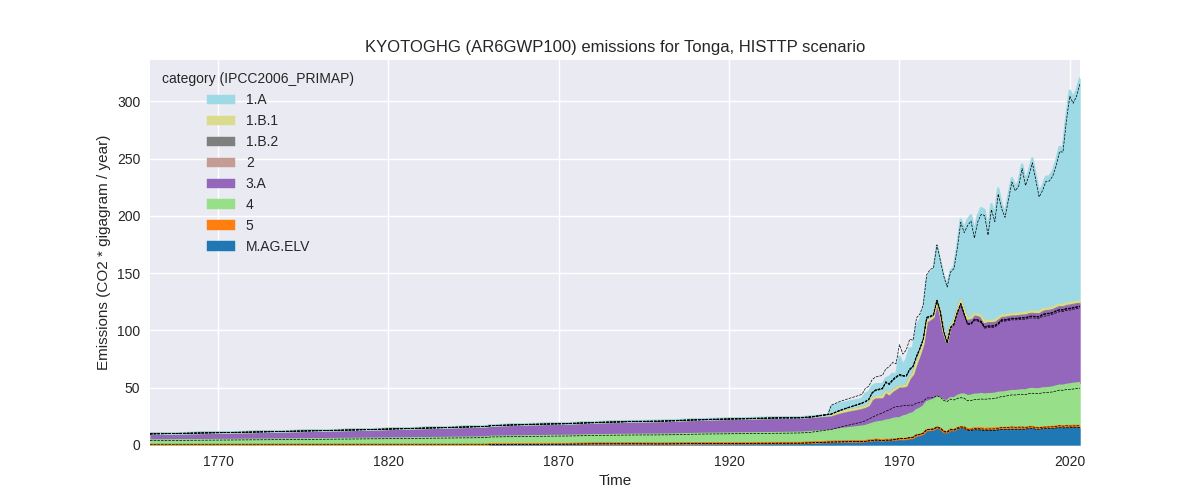 KYOTOGHG (AR6GWP100) emissions for Tonga, HISTTP scenario
category (IPCC2006_PRIMAP)
1.A
1.B.1
1.B.2
2
3.A
4
5
M.AG.ELV
Emissions (CO2 * gigagram / year)
300
250
200
150
100
50
0
1770
1820
1870
1920
1970
2020
Time